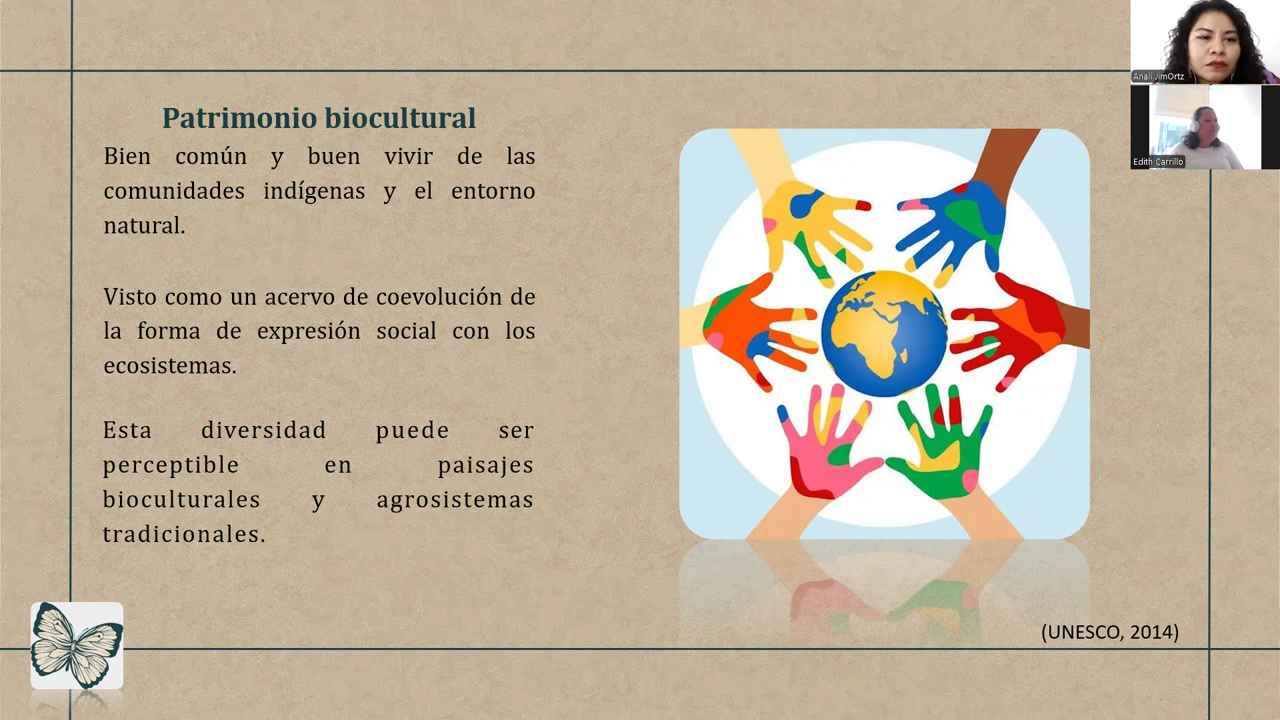 Patrimonio biocultural
Bien común y buen vivir de las
comunidades indígenas y el entorno
natural.
Visto como un acervo de coevolución de
la forma de expresión social con los
ecosistemas.
Esta diversidad puede ser
perceptible en paisajes
bioculturales y agrosistemas
tradicionales.
(UNESCO, 2014)
Anali JimOrtz
Edith Carrillo